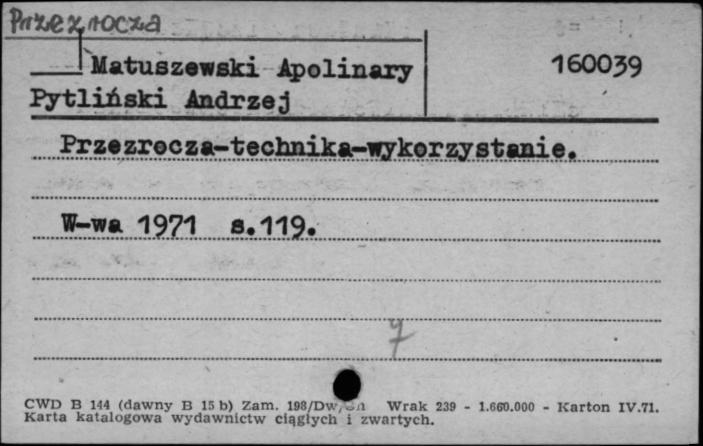 Przezrocza
Matuszewski Apolinary 160039
Pytliński Andrzej
Przezrocza-technika-wykorzystanie.
W-wa 1971 s.119.
7
CWD B 144 (dawny B 15 b) Zam. 198/Dw, Wrak 239 - 1.660.000 - Karton IV.71.
Karta katalogowa wydawnictw ciągłych i zwartych.